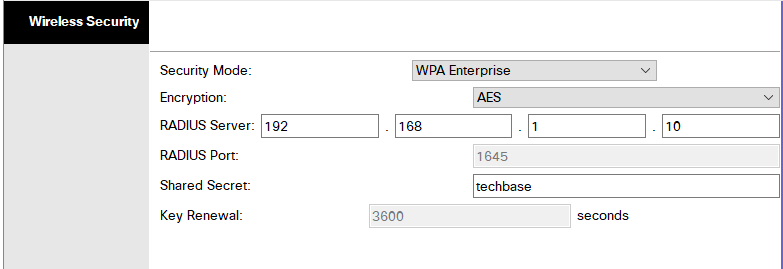 Wireless Security
Security Mode: WPA Enterprise
Encryption: AES
RADIUS Server: 192 . 168 . 1 . 10
RADIUS Port: 1645
Shared Secret: techbase
Key Renewal: 3600 seconds